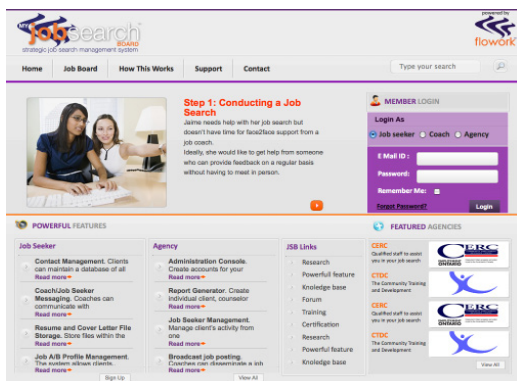 MY jobsearch BOARD
strategic job search management system
powered by
flowork
Home Job Board How This Works Support Contact
Type your search
Step 1: Conducting a Job
Search
Jaime needs help with her job search but
doesn't have time for face2face support from a
job coach.
Ideally, she would like to get help from someone
who can provide feedback on a regular basis
without having to meet in person.
MEMBER LOGIN
Login As
Job seeker Coach Agency
E Mail ID :
Password:
Remember Me:
Forgot Password?
Login
POWERFUL FEATURES
Job Seeker
Contact Management. Clients
can maintain a database of all
Read more
Coach/Job Seeker
Messaging. Coaches can
communicate with
Read more
Resume and Cover Letter File
Storage. Store files within the
Read more
Job A/B Profile Management.
The system allows clients,
Read more
Sign Up
Agency
Administration Console.
Create accounts for your
Read more
Report Generator. Create
individual client, counselor
Read more
Job Seeker Management.
Manage client's activity from
one
Read more
Broadcast job posting.
Coaches can disseminate a job
Read more
View All
JSB Links
Research
Powerfull feature
Knoledge base
Forum
Training
Certification
Research
Powerful feature
Knoledge base
FEATURED AGENCIES
CERC
Qualified staff to assist
you in your job search
CERC
CTDC
The Community Training
and Development
CERC
Qualified staff to assist
you in your job search
CERC
CTDC
The Community Training
and Development
View All